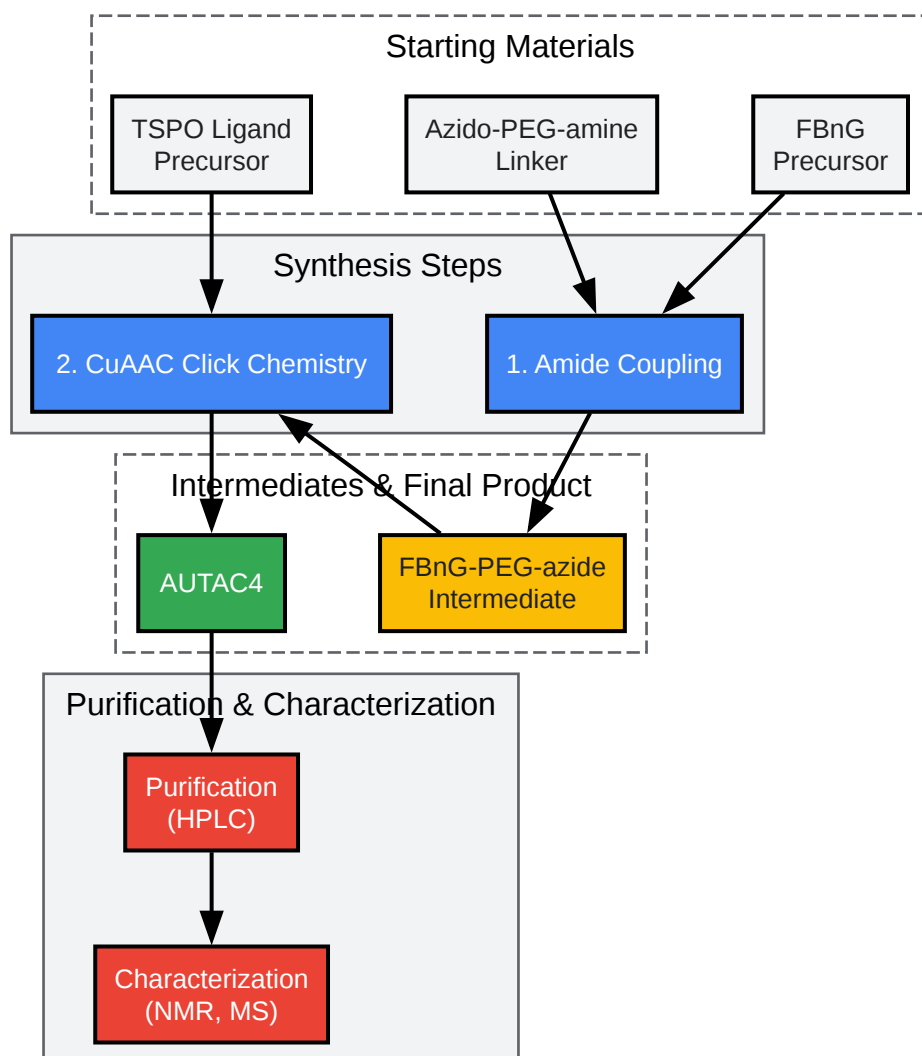 Starting Materials
TSPO Ligand
Precursor
Azido-PEG-amine
Linker
FBnG
Precursor
Synthesis Steps
2. CuAAC Click Chemistry
1. Amide Coupling
Intermediates & Final Product
AUTAC4
FBnG-PEG-azide
Intermediate
Purification & Characterization
Purification
(HPLC)
Characterization
(NMR, MS)